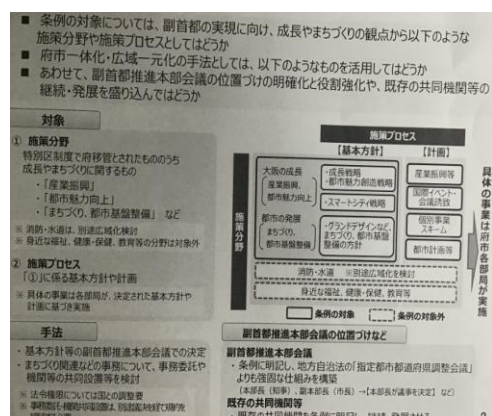 ■ 条例の対象については、副首都の実現に向け、成長やまちづくりの観点から以下のような
施策分野や施策プロセスとしてはどうか
■ 府市一体化・広域一元化の手法としては、以下のようなものを活用してはどうか
■ あわせて、副首都推進本部会議の位置づけの明確化と役割強化や、既存の共同機関等の
継続・発展を盛り込んではどうか
対象
① 施策分野
特別区制度で府移管とされたもののうち
成長やまちづくりに関するもの
・「産業振興」
・「都市魅力向上」
・「まちづくり、都市基盤整備」 など
※ 消防・水道は、別途広域化を検討
※ 身近な福祉、健康・保健、教育等の分野は対象外
② 施策プロセス
「①」に係る基本方針や計画
※ 具体の事業は各部局が、決定された基本方針や
計画に基づき実施
施策プロセス
【基本方針】
【計画】
施策分野
大阪の成長
産業振興、
都市魅力向上
・成長戦略
・都市魅力創造戦略
・スマートシティ戦略
産業振興等
国際イベント・
会議誘致
都市の発展
まちづくり、
都市基盤整備
・グランドデザインなど、
まちづくり、都市基盤
整備の方針
個別事業
スキーム
都市計画等
消防・水道 ※別途広域化を検討
身近な福祉、健康・保健、教育等
具体の事業は府市各部局が実施
条例の対象
条例の対象外
手法
・基本方針等の副首都推進本部会議での決定
・まちづくり関連などの事務について、事務委託や
機関等の共同設置等を検討
※ 法令権限については国との調整要
副首都推進本部会議の位置づけなど
副首都推進本部会議
・条例に明記し、地方自治法の「指定都市都道府県調整会議」
よりも強固な仕組みを構築
(本部長(知事)、副本部長(市長)→【本部長が議事を決定】など)
既存の共同機関等